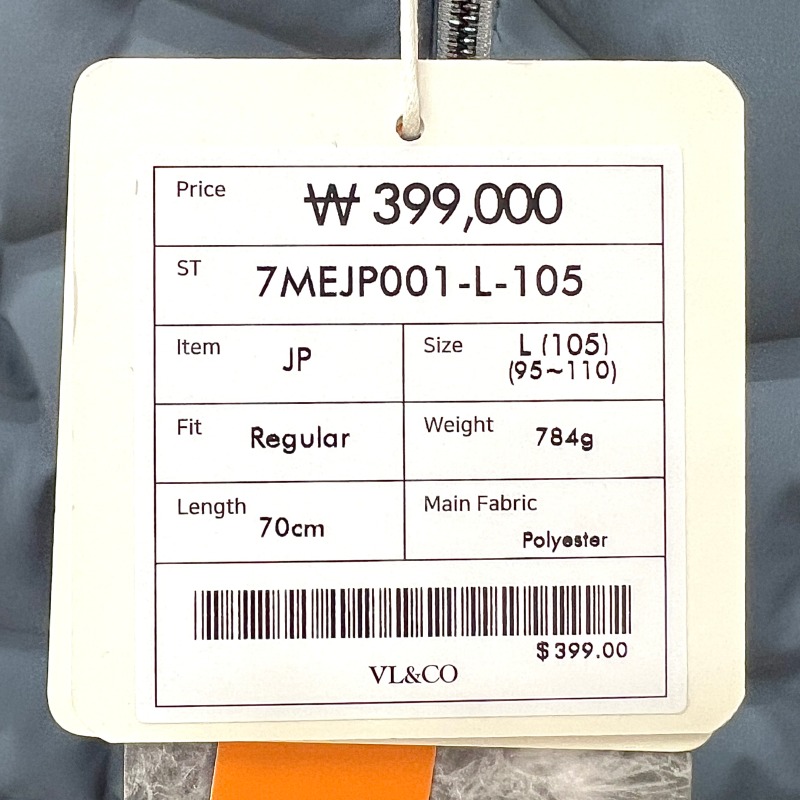 Price ₩ 399,000
ST 7MEJP001-L-105
Item JP Size L (105)
(95~110)
Fit Regular Weight 784g
Length 70cm Main Fabric Polyester
$399.00
VL&CO